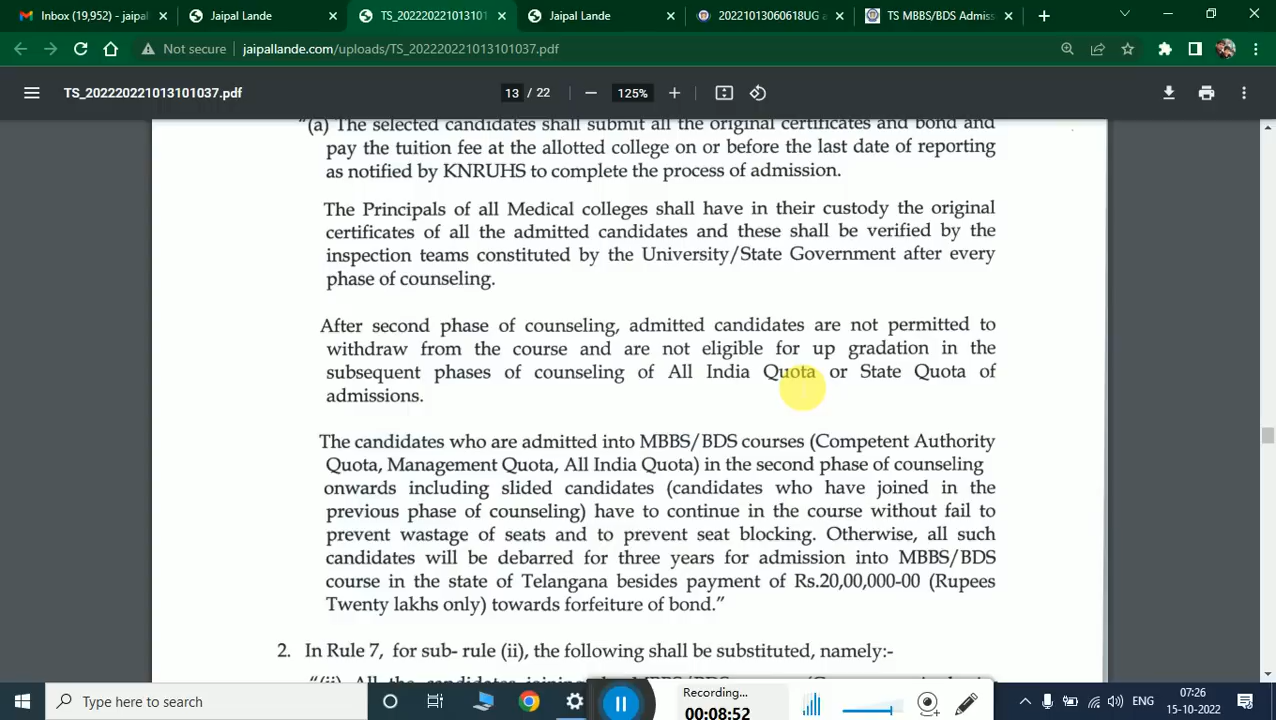 Inbox (19,952) - jaipal
Jaipal Lande
TS_2022202210131010
Jaipal Lande
20221013060618UG a
TS MBBS/BDS Admiss
Not secure
jaipallande.com/uploads/TS_202220221013101037.pdf
TS_202220221013101037.pdf
13 / 22
125%
"(a) The selected candidates shall submit all the original certificates and bond and
pay the tuition fee at the allotted college on or before the last date of reporting
as notified by KNRUHS to complete the process of admission.
The Principals of all Medical colleges shall have in their custody the original
certificates of all the admitted candidates and these shall be verified by the
inspection teams constituted by the University/State Government after every
phase of counseling.
After second phase of counseling, admitted candidates are not permitted to
withdraw from the course and are not eligible for up gradation in the
subsequent phases of counseling of All India Quota or State Quota of
admissions.
The candidates who are admitted into MBBS/BDS courses (Competent Authority
Quota, Management Quota, All India Quota) in the second phase of counseling
onwards including slided candidates (candidates who have joined in the
previous phase of counseling) have to continue in the course without fail to
prevent wastage of seats and to prevent seat blocking. Otherwise, all such
candidates will be debarred for three years for admission into MBBS/BDS
course in the state of Telangana besides payment of Rs.20,00,000-00 (Rupees
Twenty lakhs only) towards forfeiture of bond."
2. In Rule 7, for sub- rule (ii), the following shall be substituted, namely:-
Type here to search
Recording...
00:08:52
ENG
07:26
15-10-2022